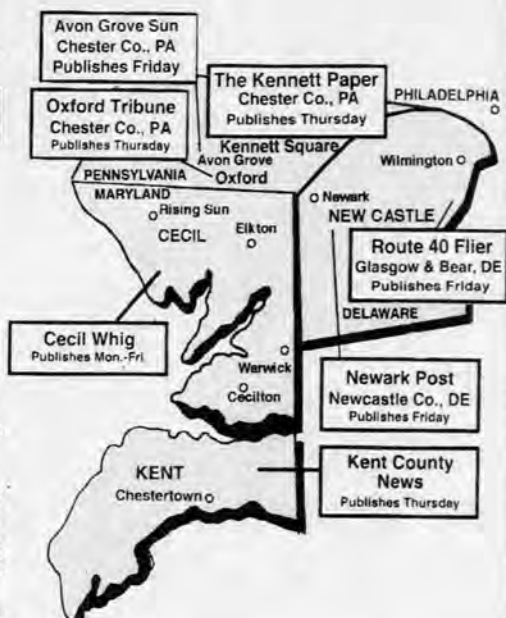 Avon Grove Sun
Chester Co., PA
Publishes Friday
The Kennett Paper
Chester Co., PA
Publishes Thursday
PHILADELPHIA
Oxford Tribune
Chester Co., PA
Publishes Thursday
Kennett Square
Avon Grove
Oxford
Wilmington
PENNSYLVANIA
MARYLAND
Newark
Rising Sun
NEW CASTLE
Elkton
CECIL
Route 40 Flier
Glasgow & Bear, DE
Publishes Friday
DELAWARE
Cecil Whig
Publishes Mon.-Fri.
Warwick
Cecilton
Newark Post
Newcastle Co., DE
Publishes Friday
KENT
Chestertown
Kent County
News
Publishes Thursday